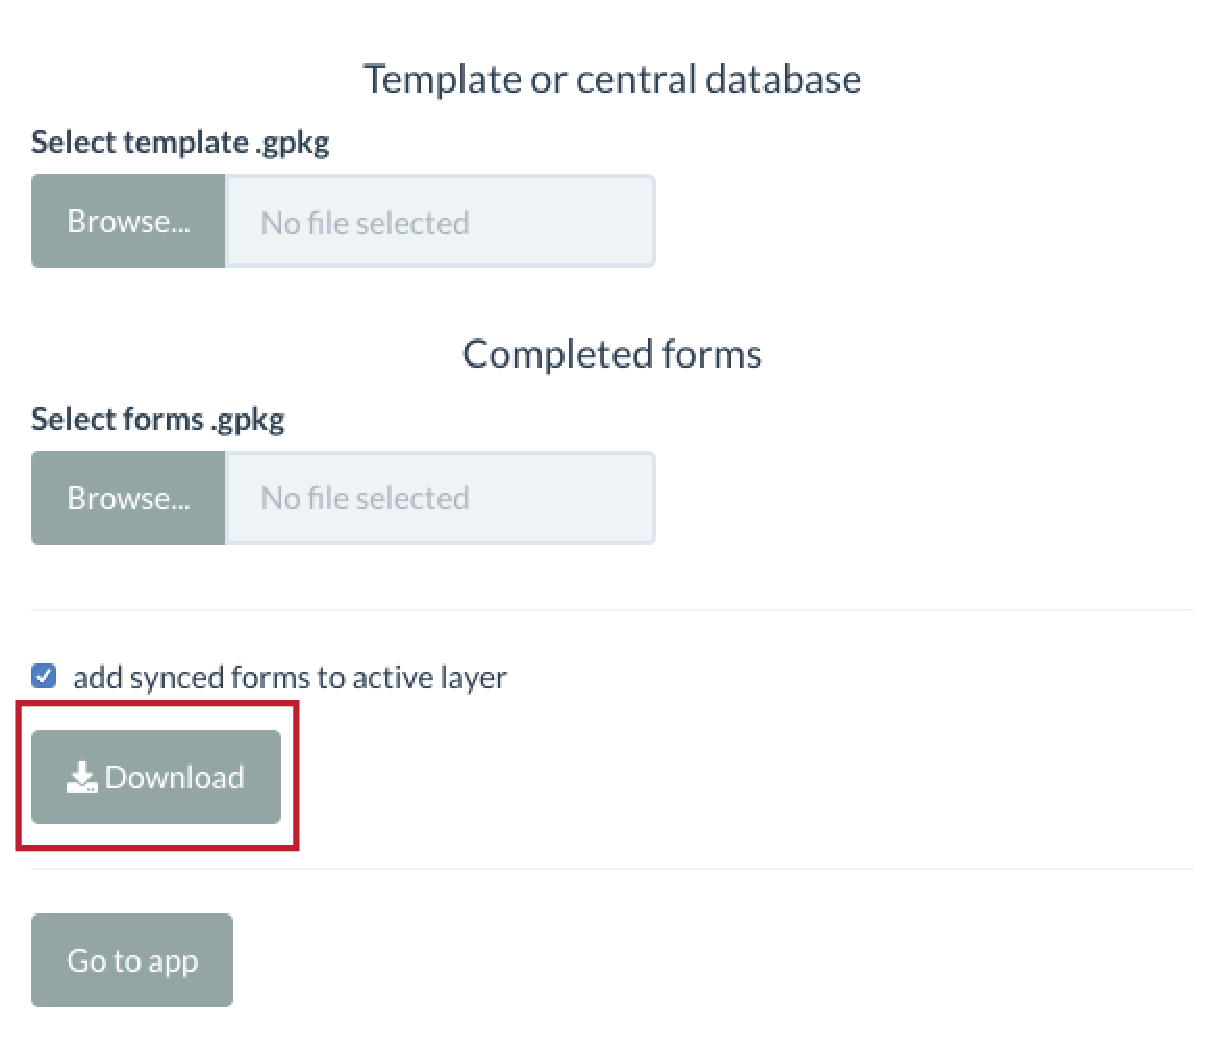 Template or central database
Select template .gpkg
Browse...
No file selected
Completed forms
Select forms .gpkg
Browse...
No file selected
add synced forms to active layer
Download
Go to app